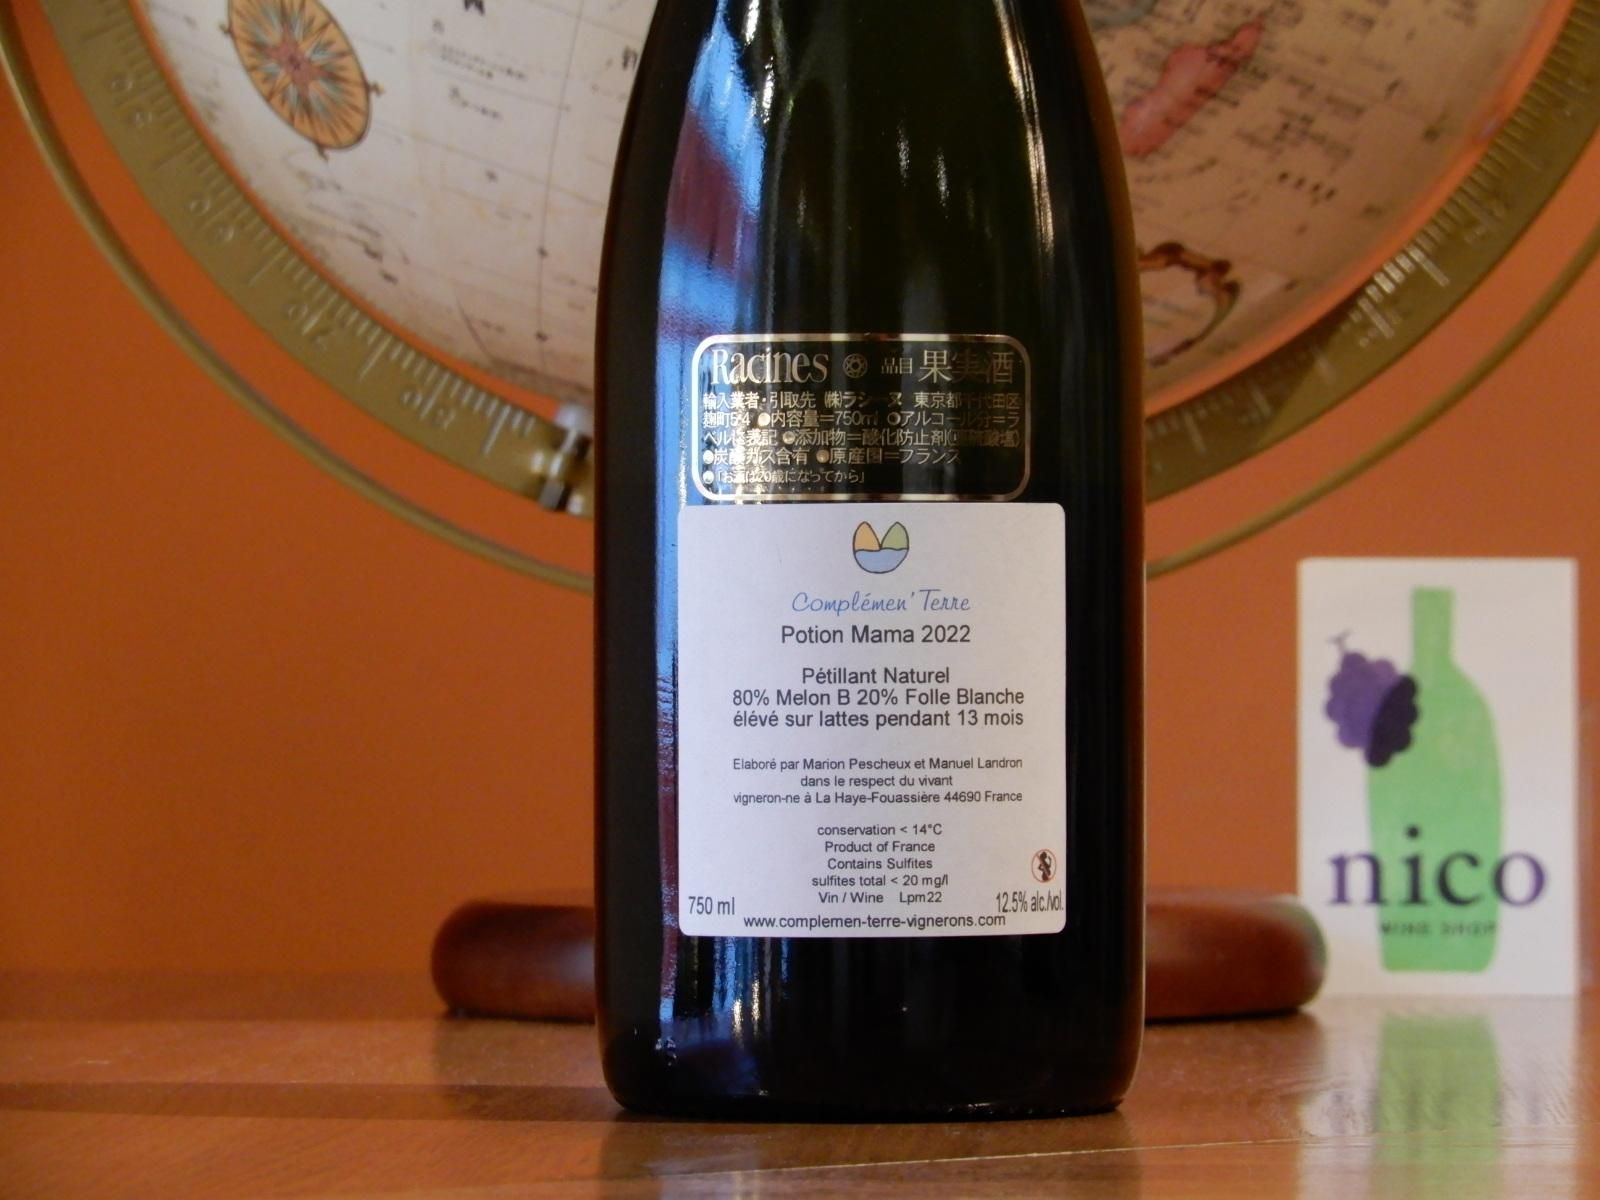 Racines 品目 果実酒
輸入業者・引取先 ㈱ラシーヌ 東京都千代田区
麹町5-4 ●内容量=750ml ●アルコール分=ラ
ベルに表記 ●添加物=酸化防止剤(亜硫酸塩)
●炭酸ガス含有 ●原産国=フランス
●「お酒は20歳になってから」
Complémen' Terre
Potion Mama 2022
Pétillant Naturel
80% Melon B 20% Folle Blanche
élévé sur lattes pendant 13 mois
Elaboré par Marion Pescheux et Manuel Landron
dans le respect du vivant
vigneron-ne à La Haye-Fouassière 44690 France
conservation < 14°C
Product of France
Contains Sulfites
sulfites total < 20 mg/l
Vin / Wine Lpm22
750 ml
12.5% alc./vol.
www.complemen-terre-vignerons.com
nico
WINE SHOP